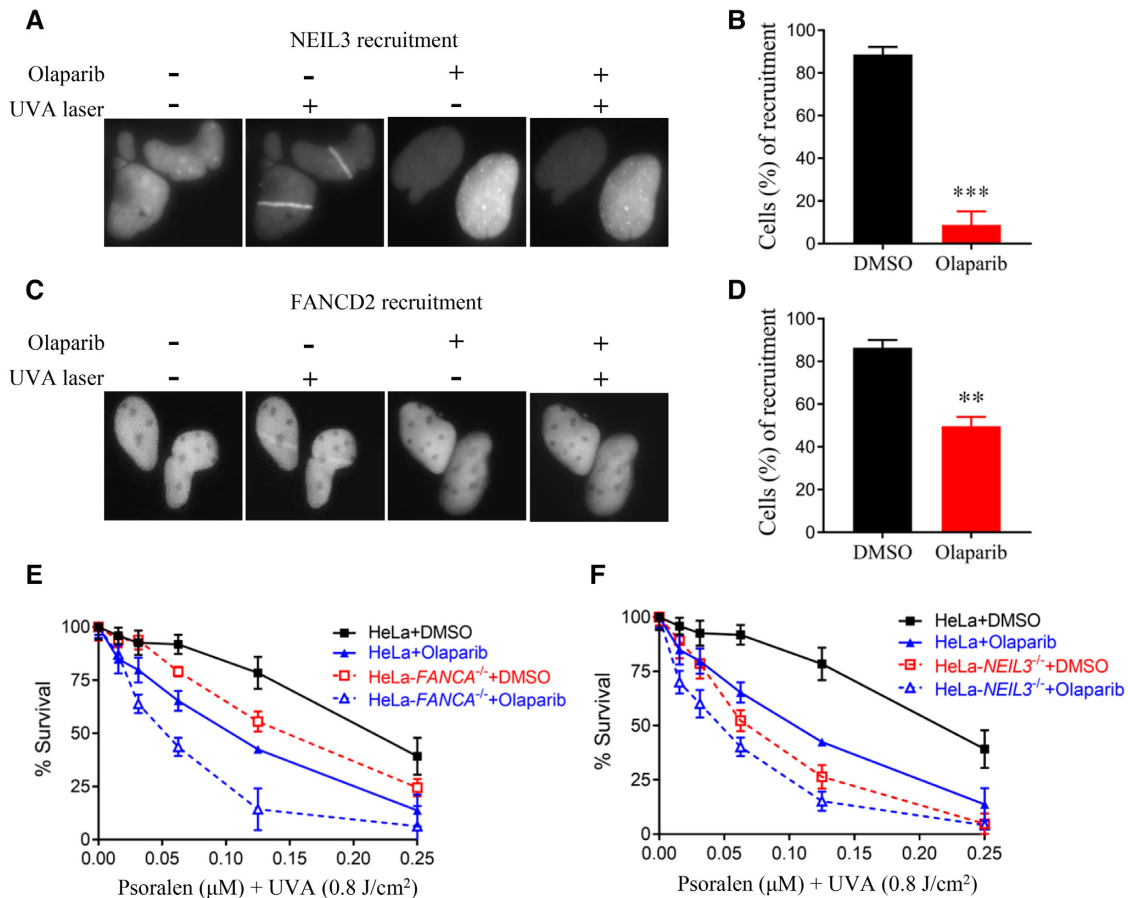 A
NEIL3 recruitment
Olaparib - - + +
UVA laser - + - +
B
Cells (%) of recruitment
100
80
60
40
20
0
***
DMSO Olaparib
C
FANCD2 recruitment
Olaparib - - + +
UVA laser - + - +
D
Cells (%) of recruitment
100
80
60
40
20
0
**
DMSO Olaparib
E
% Survival
100
75
50
25
0
HeLa+DMSO
HeLa+Olaparib
HeLa-FANCA-/-+DMSO
HeLa-FANCA-/-+Olaparib
0.00 0.05 0.10 0.15 0.20 0.25
Psoralen (μM) + UVA (0.8 J/cm²)
F
% Survival
100
75
50
25
0
HeLa+DMSO
HeLa+Olaparib
HeLa-NEIL3-/-+DMSO
HeLa-NEIL3-/-+Olaparib
0.00 0.05 0.10 0.15 0.20 0.25
Psoralen (μM) + UVA (0.8 J/cm²)